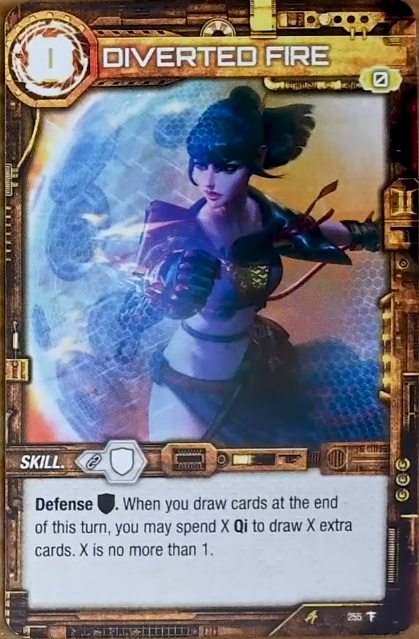 1
DIVERTED FIRE
0
SKILL.
Defense . When you draw cards at the end
of this turn, you may spend X Qi to draw X extra
cards. X is no more than 1.
255